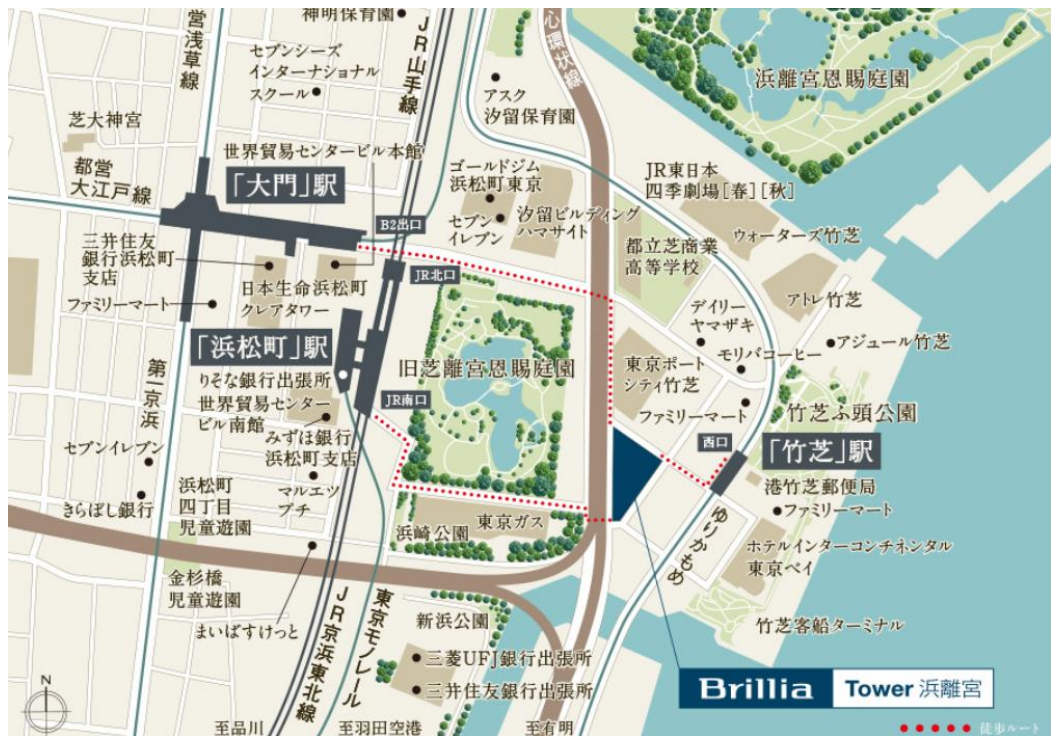 営浅草線
神明保育園
JR山手線
セブンシーズ
インターナショナル
スクール
心環状線
アスク
汐留保育園
浜離宮恩賜庭園
芝大神宮
都営
大江戸線
世界貿易センタービル本館
「大門」駅
B2出口
ゴールドジム
浜松町東京
セブン
イレブン
汐留ビルディング
ハマサイト
JR東日本
四季劇場[春][秋]
都立芝商業
高等学校
ウォーターズ竹芝
アトレ竹芝
三井住友
銀行浜松町
支店
ファミリーマート
日本生命浜松町
クレアタワー
JR北口
「浜松町」駅
旧芝離宮恩賜庭園
デイリー
ヤマザキ
モリバコーヒー
アジュール竹芝
東京ポート
シティ竹芝
ファミリーマート
竹芝ふ頭公園
第一京浜
りそな銀行出張所
世界貿易センター
ビル南館
JR南口
みずほ銀行
浜松町支店
西口
「竹芝」駅
セブンイレブン
きらぼし銀行
浜松町
四丁目
児童遊園
マルエツ
プチ
浜崎公園
東京ガス
港竹芝郵便局
ファミリーマート
ゆりかもめ
ホテルインターコンチネンタル
東京ベイ
金杉橋
児童遊園
まいばすけっと
JR京浜東北線
東京モノレール
新浜公園
三菱UFJ銀行出張所
三井住友銀行出張所
竹芝客船ターミナル
Brillia Tower 浜離宮
N
至品川
至羽田空港
至有明
徒歩ルート